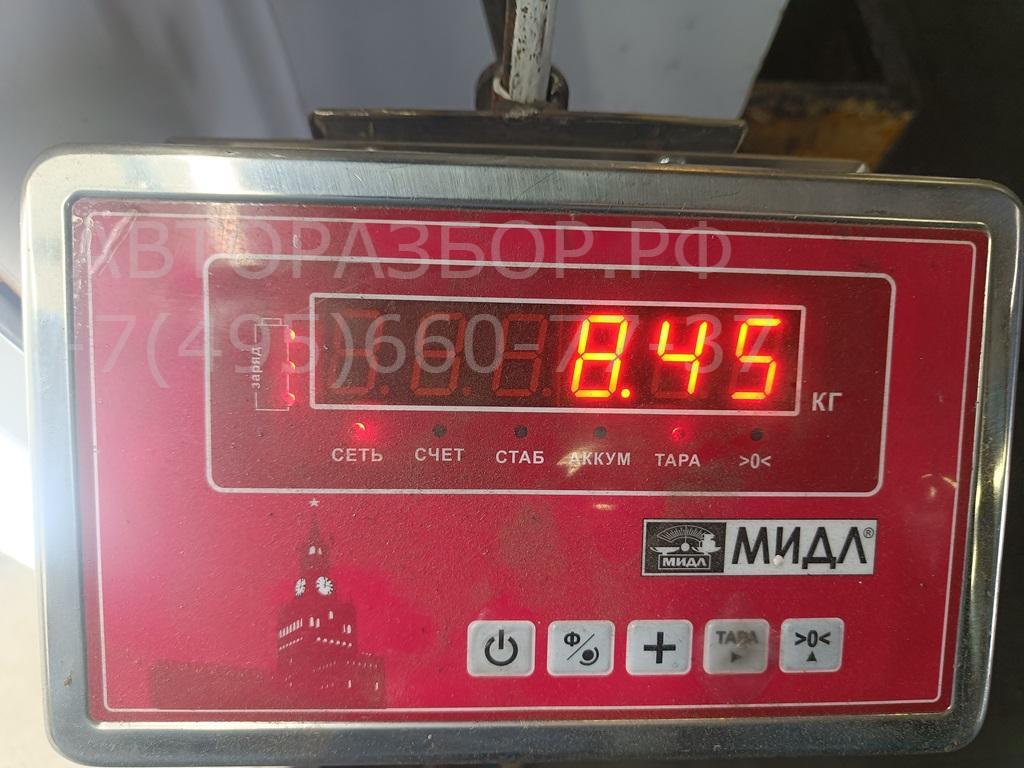 АВТОРАЗБОР.РФ
+7(495)660-77-37
заряд
8.45
КГ
СЕТЬ СЧЕТ СТАБ АККУМ ТАРА >0<
МИДЛ МИДЛ®
Ф ТАРА >0<